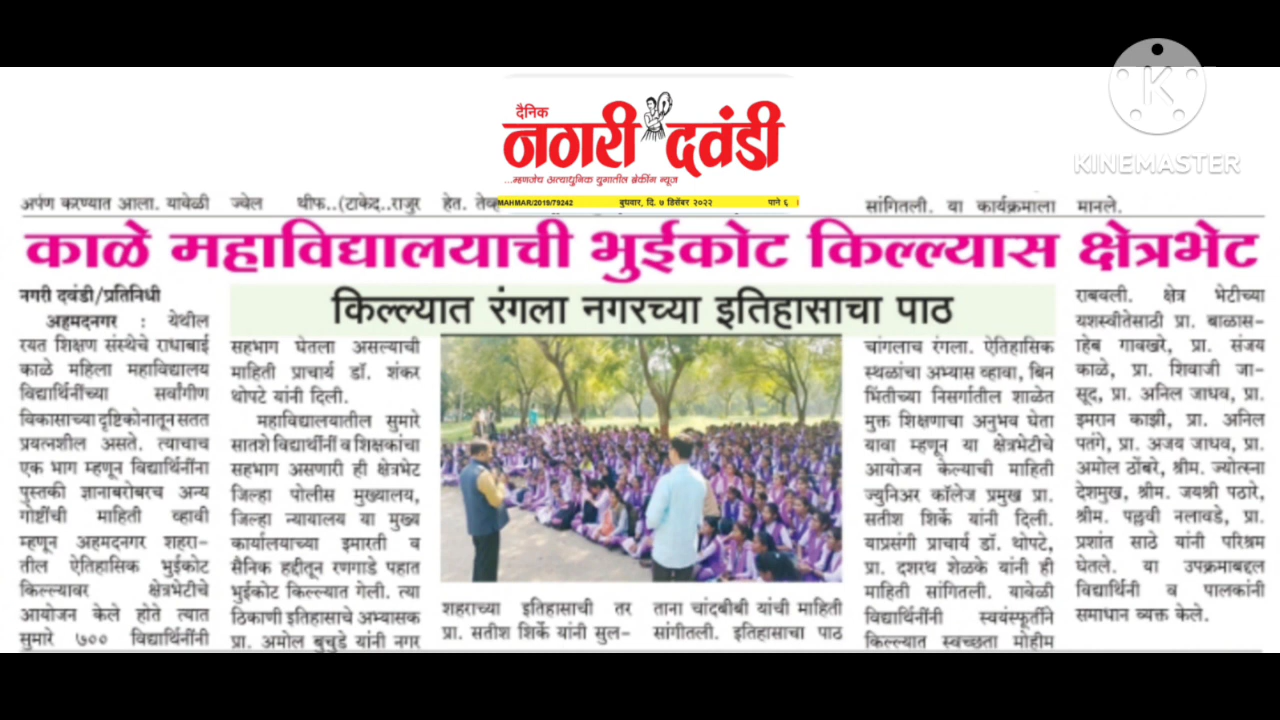 KINEMASTER
दैनिक
नगरी दवंडी
...म्हणजेच अत्याधुनिक युगातील ब्रेकींग न्यूज
MAHMAR/2019/79242 बुधवार, दि. ७ डिसेंबर २०२२ पाने ६ ।
अर्पण करण्यात आला. यावेळी
ज्वेल थीफ..(टाकेद..राजुर
हेत. तेव्ह
सांगितली. या कार्यक्रमाला
मानले.
काळे महाविद्यालयाची भुईकोट किल्ल्यास क्षेत्रभेट
किल्ल्यात रंगला नगरच्या इतिहासाचा पाठ
नगरी दवंडी/प्रतिनिधी
अहमदनगर : येथील
रयत शिक्षण संस्थेचे राधाबाई
काळे महिला महाविद्यालय
विद्यार्थिनींच्या सर्वांगीण
विकासाच्या दृष्टिकोनातून सतत
प्रयत्नशील असते. त्याचाच
एक भाग म्हणून विद्यार्थिनींना
पुस्तकी ज्ञानाबरोबरच अन्य
गोष्टींची माहिती व्हावी
म्हणून अहमदनगर शहरा-
तील ऐतिहासिक भुईकोट
किल्ल्यावर क्षेत्रभेटीचे
आयोजन केले होते त्यात
सुमारे ७०० विद्यार्थिनींनी
सहभाग घेतला असल्याची
माहिती प्राचार्य डॉ. शंकर
थोपटे यांनी दिली.
महाविद्यालयातील सुमारे
सातशे विद्यार्थीनीं व शिक्षकांचा
सहभाग असणारी ही क्षेत्रभेट
जिल्हा पोलीस मुख्यालय,
जिल्हा न्यायालय या मुख्य
कार्यालयाच्या इमारती व
सैनिक हद्दीतून रणगाडे पहात
भुईकोट किल्ल्यात गेली. त्या
ठिकाणी इतिहासाचे अभ्यासक
प्रा. अमोल बुचुडे यांनी नगर
शहराच्या इतिहासाची तर
प्रा. सतीश शिर्के यांनी सुल-
ताना चांदबीबी यांची माहिती
सांगीतली. इतिहासाचा पाठ
चांगलाच रंगला. ऐतिहासिक
स्थळांचा अभ्यास व्हावा, बिन
भिंतीच्या निसर्गातील शाळेत
मुक्त शिक्षणाचा अनुभव घेता
यावा म्हणून या क्षेत्रभेटीचे
आयोजन केल्याची माहिती
ज्युनिअर कॉलेज प्रमुख प्रा.
सतीश शिर्के यांनी दिली.
याप्रसंगी प्राचार्य डॉ. थोपटे,
प्रा. दशरथ शेळके यांनी ही
माहिती सांगितली. यावेळी
विद्यार्थिनींनी स्वयंस्फूर्तीने
किल्ल्यात स्वच्छता मोहीम
राबवली. क्षेत्र भेटीच्या
यशस्वीतेसाठी प्रा. बाळास-
हेब गावखरे, प्रा. संजय
काळे, प्रा. शिवाजी जा-
सूद, प्रा. अनिल जाधव, प्रा.
इमरान काझी, प्रा. अनिल
पतंगे, प्रा. अजय जाधव, प्रा.
अमोल ठोंबरे, श्रीम. ज्योत्स्ना
देशमुख, श्रीम. जयश्री पठारे,
श्रीम. पल्लवी नलावडे, प्रा.
प्रशांत साठे यांनी परिश्रम
घेतले. या उपक्रमाबद्दल
विद्यार्थिनी व पालकांनी
समाधान व्यक्त केले.